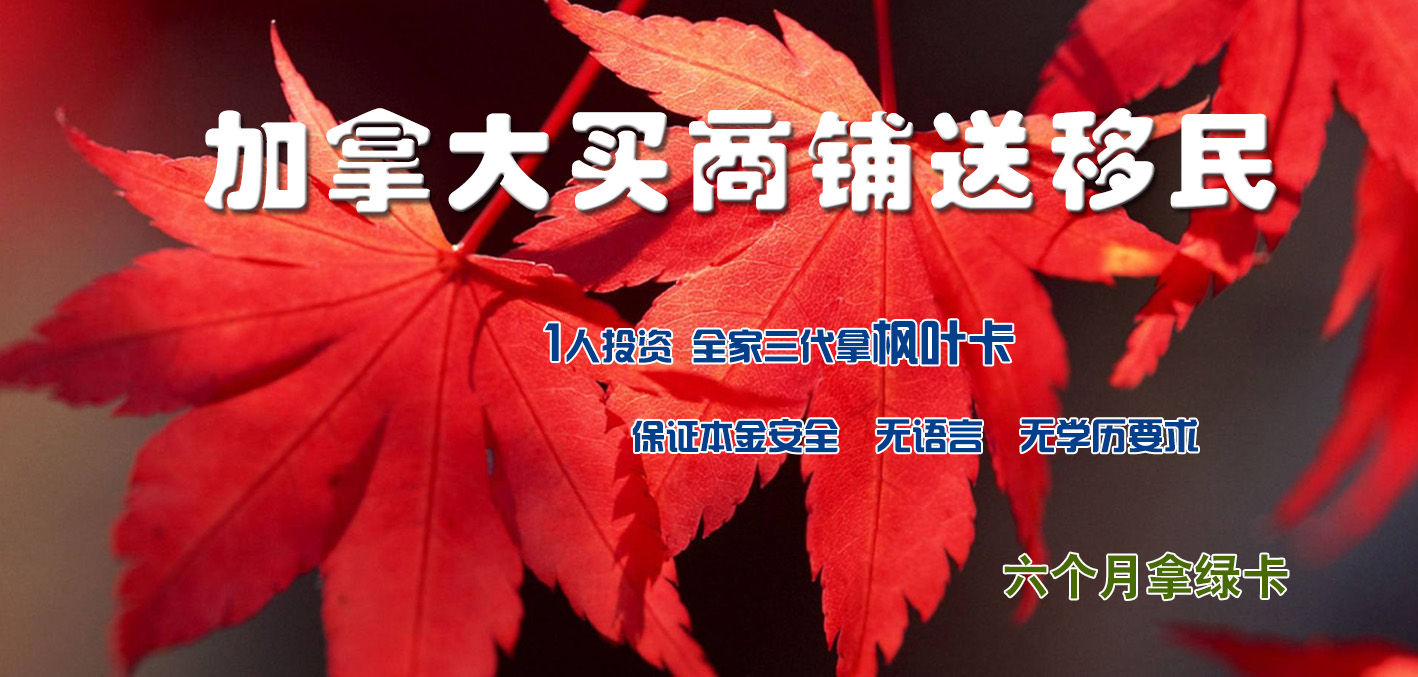 加拿大买商铺送移民
1人投资 全家三代拿枫叶卡
保证本金安全 无语言 无学历要求
六个月拿绿卡